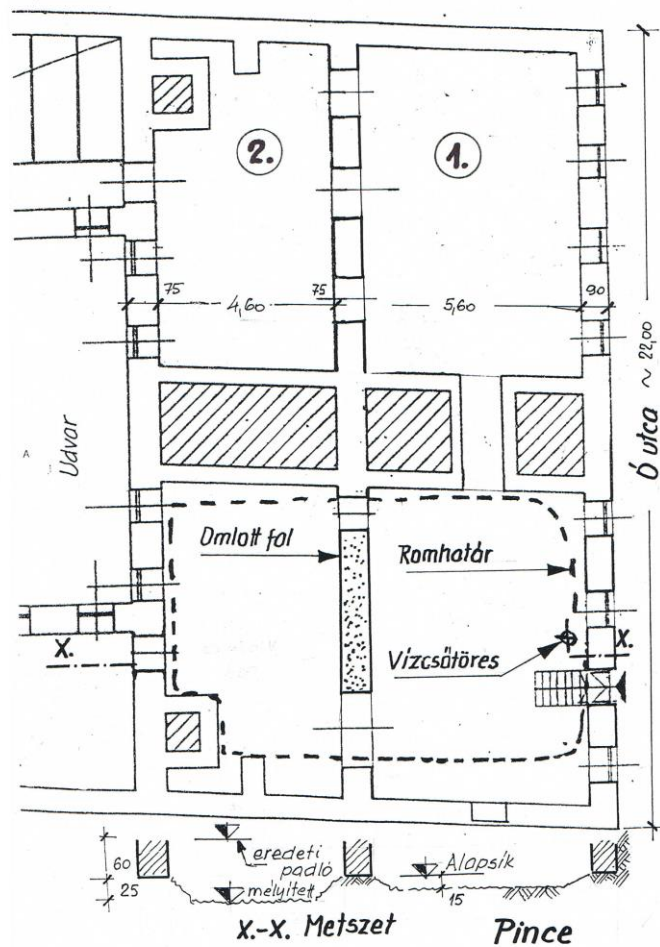 2.
1.
75
4,60
75
5,60
90
Ó utca ~ 22,00
Udvar
A
Omlott fal
Romhatár
X.
X.
Vízcsőtörés
60
25
eredeti
padló
mélyített
Alapsík
15
X.-X. Metszet
Pince